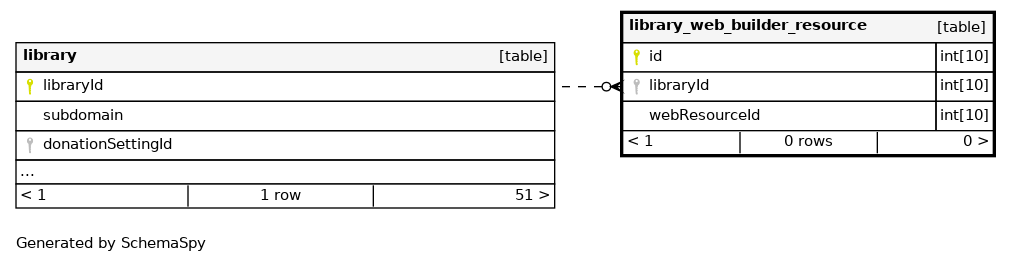 library [table]
libraryId
subdomain
donationSettingId
...
< 1 1 row 51 >
library_web_builder_resource [table]
id int[10]
libraryId int[10]
webResourceId int[10]
< 1 0 rows 0 >
Generated by SchemaSpy